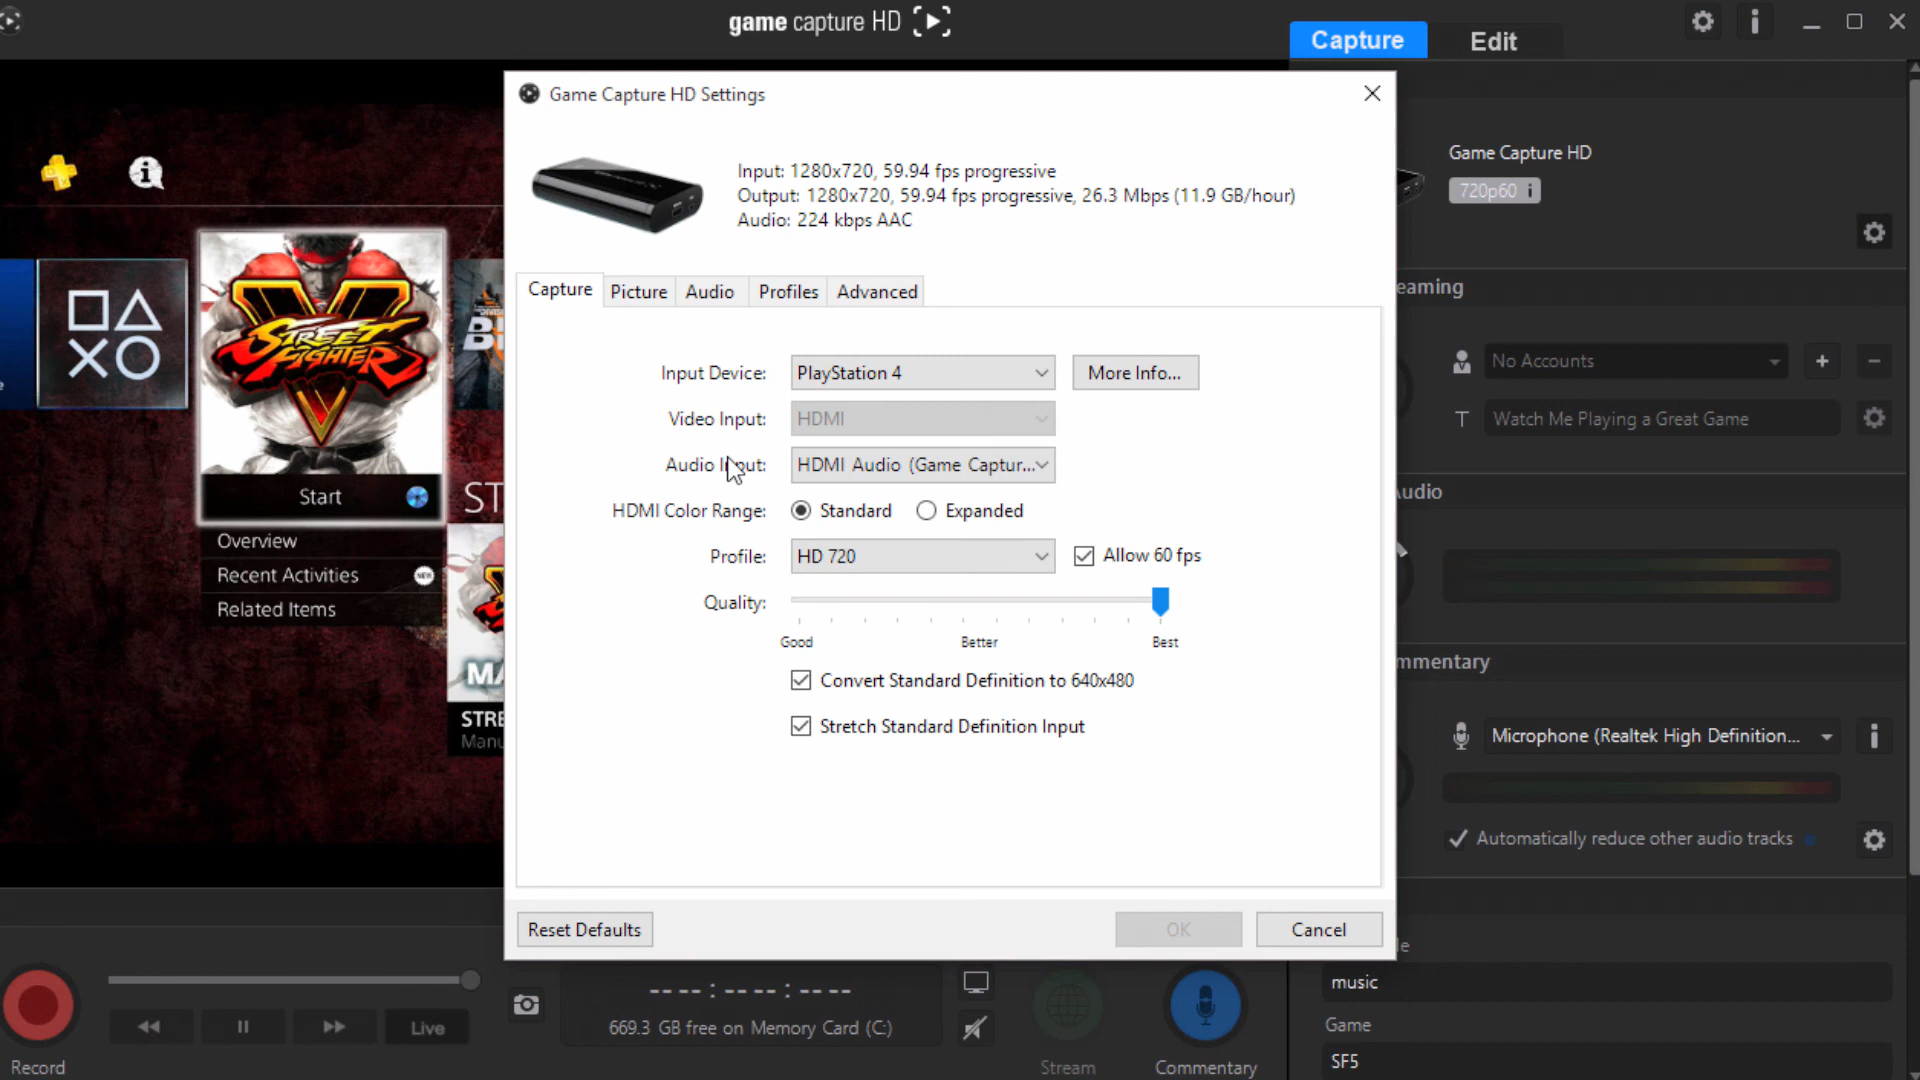 game capture HD
Capture
Edit
Game Capture HD Settings
Input: 1280x720, 59.94 fps progressive
Output: 1280x720, 59.94 fps progressive, 26.3 Mbps (11.9 GB/hour)
Audio: 224 kbps AAC
Game Capture HD
720p60
Capture
Picture
Audio
Profiles
Advanced
eaming
Input Device:
PlayStation 4
More Info...
No Accounts
Video Input:
HDMI
T
Watch Me Playing a Great Game
Audio Input:
HDMI Audio (Game Captur...
STREET
FIGHTER
V
Start
ST
HDMI Color Range:
Standard
Expanded
Overview
Recent Activities
NEW
Related Items
Profile:
HD 720
Allow 60 fps
Quality:
Good
Better
Best
mmentary
Convert Standard Definition to 640x480
Stretch Standard Definition Input
MA
STRE
Manu
Microphone (Realtek High Definition...
Automatically reduce other audio tracks
Reset Defaults
OK
Cancel
music
Game
SF5
-- -- : -- -- : -- --
669.3 GB free on Memory Card (C:)
Live
Record
Stream
Commentary